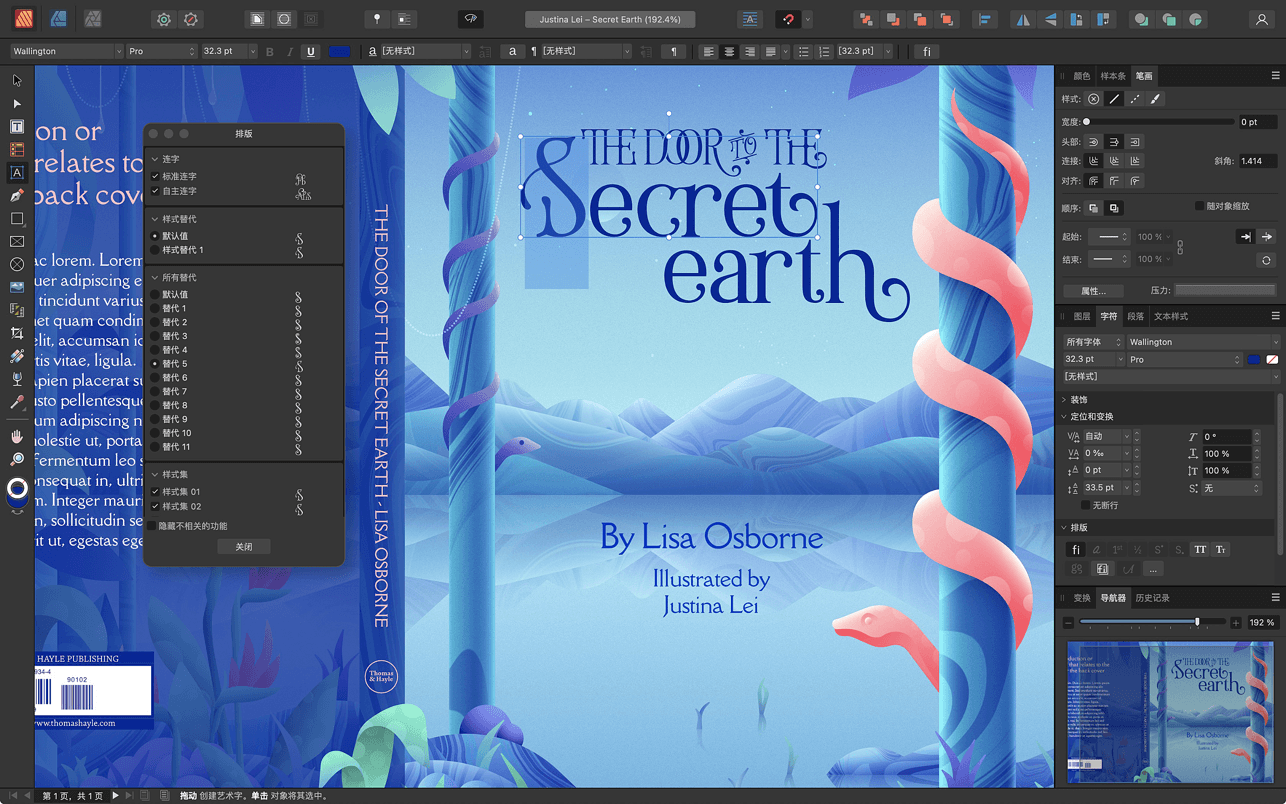 Justina Lei – Secret Earth (192.4%)
Wallington
Pro
32.3 pt
B
I
U
a
[无样式]
a
¶
[无样式]
¶
[32.3 pt]
fi
on or
relates to
back cov
ac lorem. Lorem
uer adipiscing e
tincidunt varius
net quam condim
elit, accumsan id
tis vitae, ligula.
apien placerat su
usto pellentesque
um adipiscing n
nolestie ut, porta
fermentum leo s
onsequat in, ultri
m. Integer mauri
n, sollicitudin se
it ut, egestas ege
HAYLE PUBLISHING
934-4
90102
www.thomashayle.com
排版
连字
标准连字
自主连字
样式替代
默认值
样式替代 1
所有替代
默认值
替代 1
替代 2
替代 3
替代 4
替代 5
替代 6
替代 7
替代 8
替代 9
替代 10
替代 11
样式集
样式集 01
样式集 02
隐藏不相关的功能
关闭
THE DOOR OF THE SECRET EARTH - LISA OSBORNE
Thomas
& Hayle
THE DOOR TO THE
Secret
earth
By Lisa Osborne
Illustrated by
Justina Lei
颜色 样本条 笔画
样式:
宽度: 0 pt
头部:
连接: 斜角: 1.414
对齐:
顺序: 随对象缩放
起始: 100 %
结束: 100 %
属性... 压力:
图层 字符 段落 文本样式
所有字体 Wallington
32.3 pt Pro
[无样式]
装饰
定位和变换
自动 0 °
0 ‰ 100 %
0 pt 100 %
33.5 pt 无
无断行
排版
fi
TT
...
变换 导航器 历史记录
192 %
第 1 页，共 1 页
拖动 创建艺术字。单击 对象将其选中。